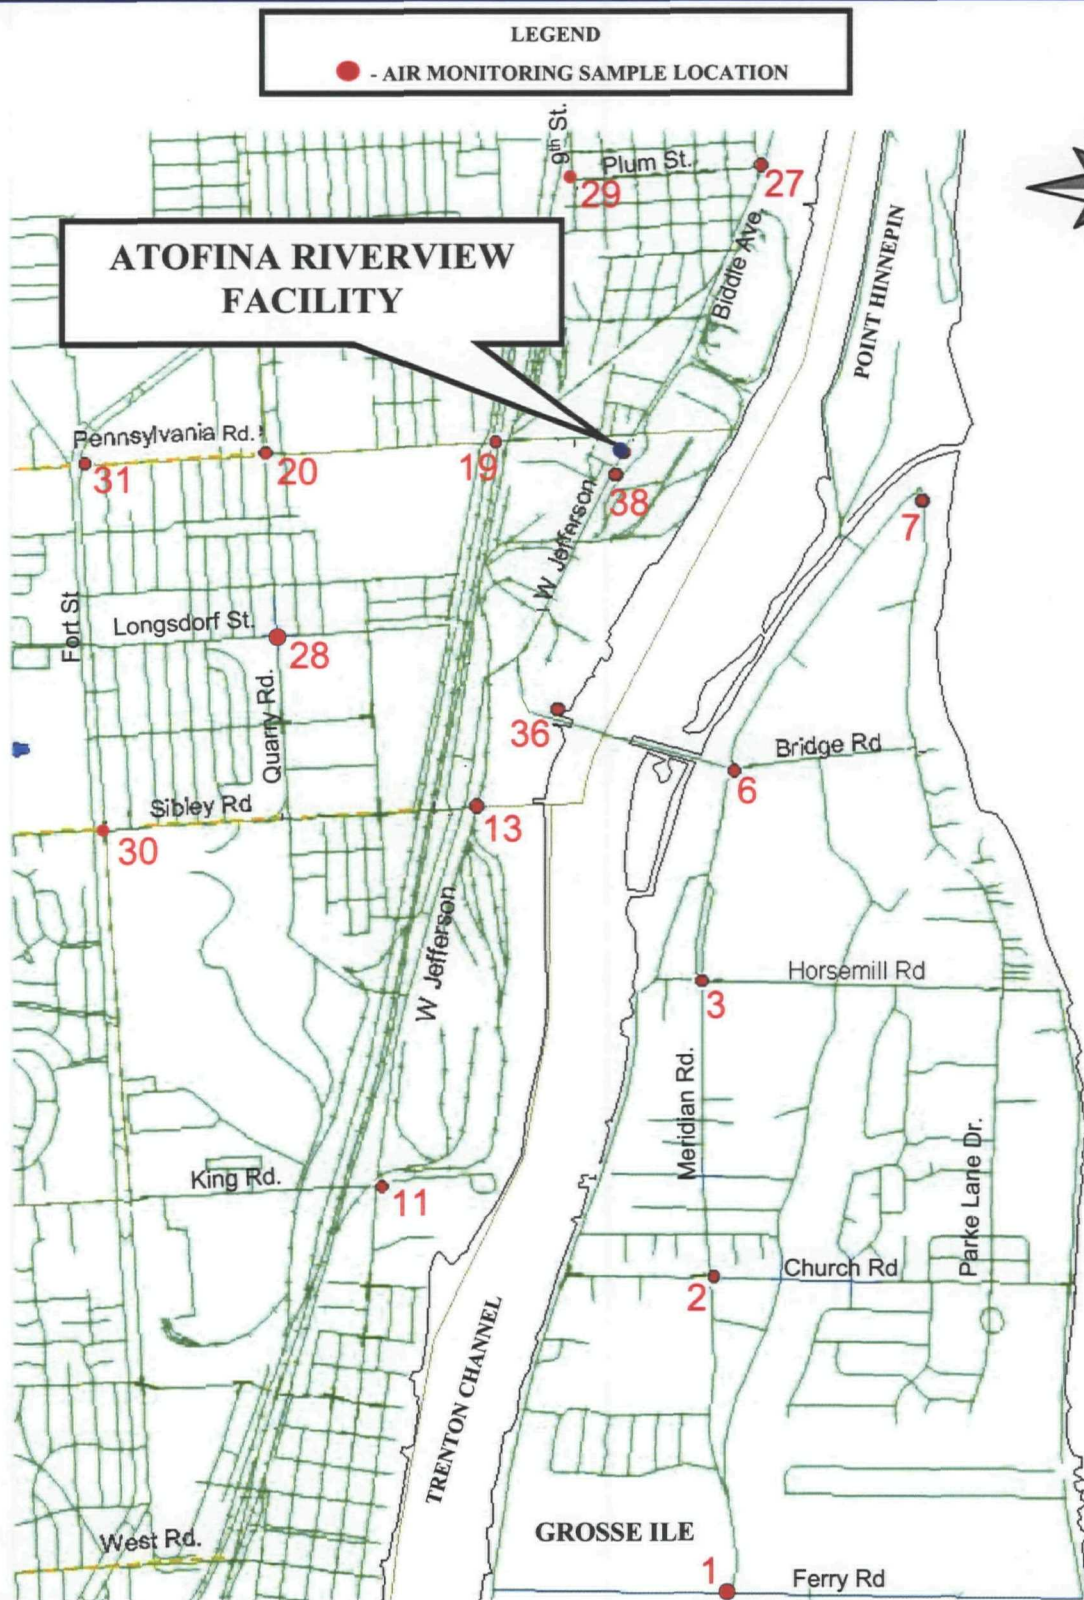 LEGEND
- AIR MONITORING SAMPLE LOCATION
9th St.
Plum St.
29
27
ATOFINA RIVERVIEW
FACILITY
Biddle Ave.
POINT HINNEPIN
Pennsylvania Rd.
31
20
19
38
7
W Jefferson
Fort St
Longsdorf St.
28
Quarry Rd.
36
Bridge Rd
6
Sibley Rd
30
13
W Jefferson
Horsemill Rd
3
Meridian Rd.
King Rd.
11
Parke Lane Dr.
Church Rd
2
TRENTON CHANNEL
West Rd.
GROSSE ILE
1
Ferry Rd